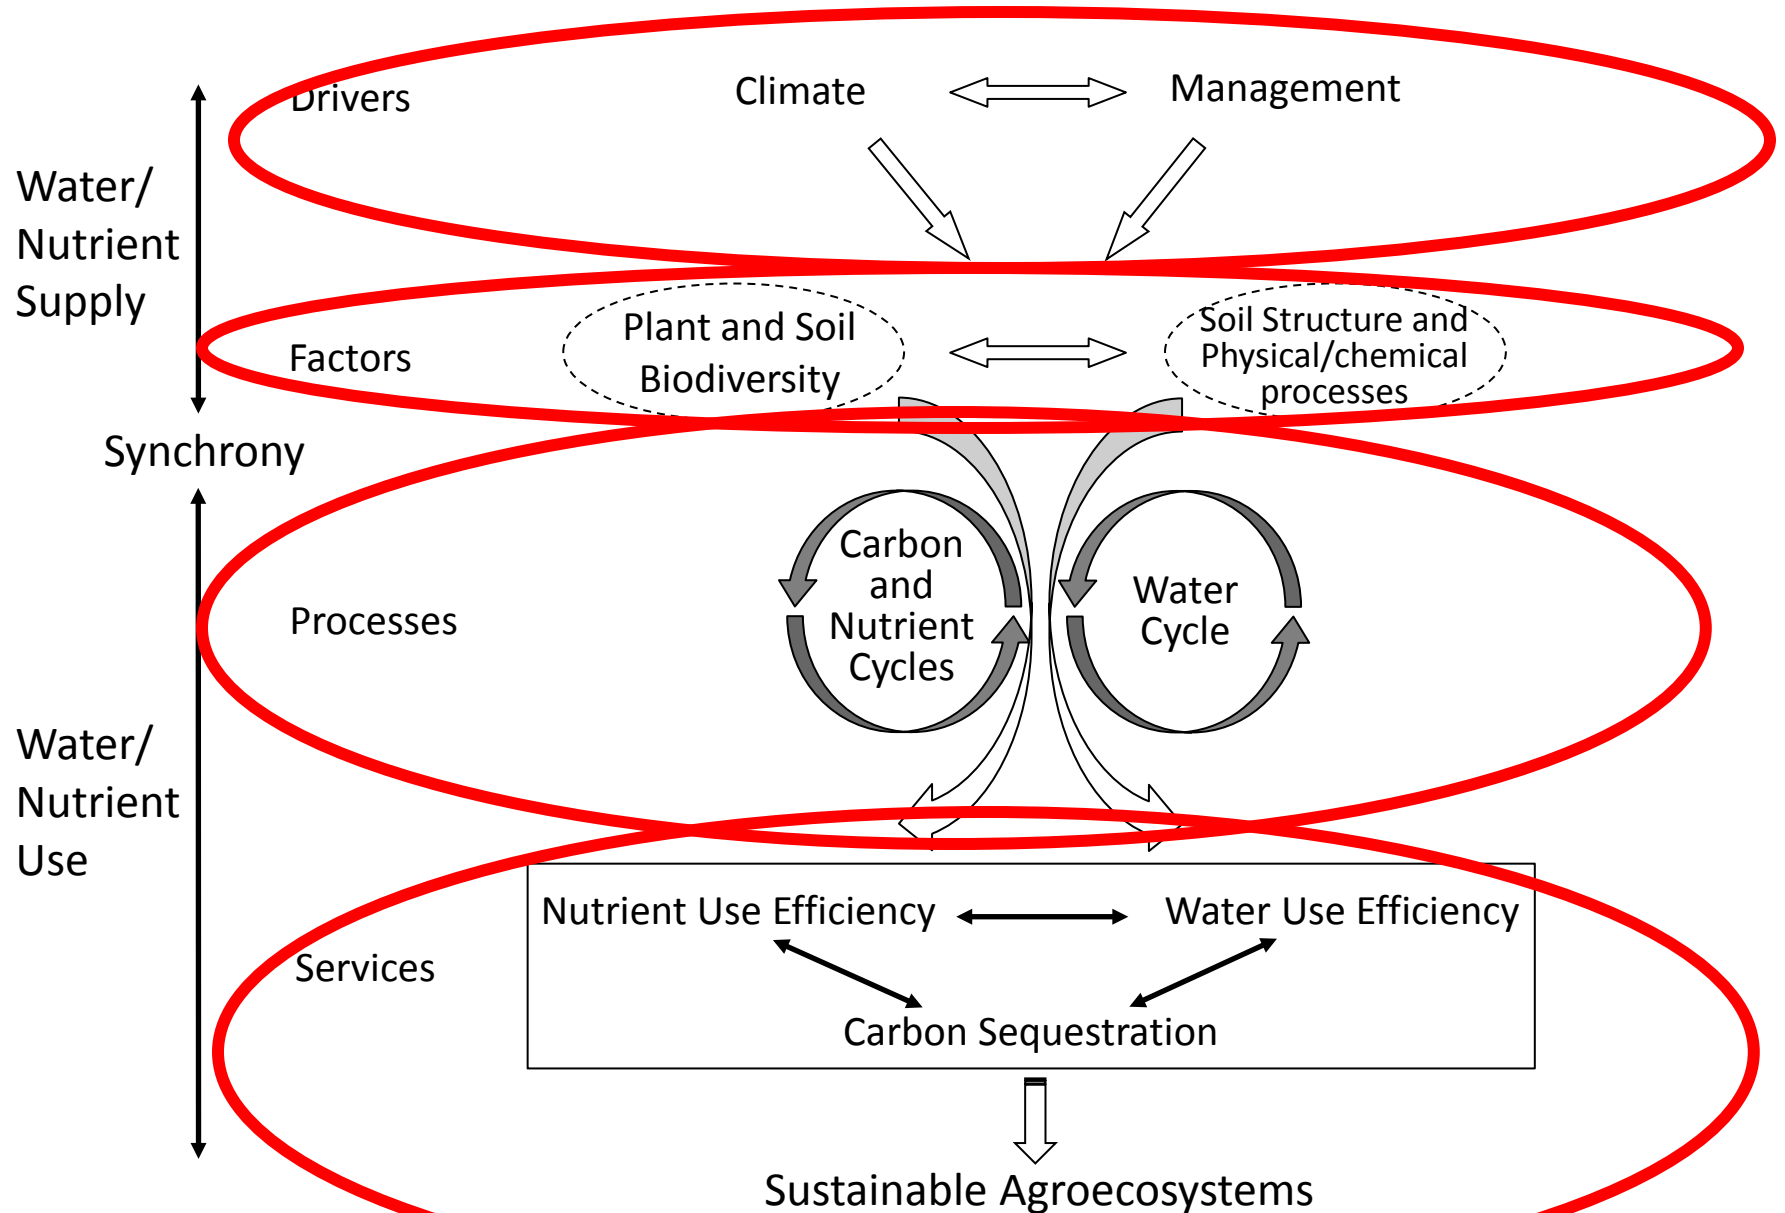 Drivers
Climate
Management
Water/
Nutrient
Supply
Factors
Plant and Soil
Biodiversity
Soil Structure and
Physical/chemical
processes
Synchrony
Processes
Carbon
and
Nutrient
Cycles
Water
Cycle
Water/
Nutrient
Use
Services
Nutrient Use Efficiency
Water Use Efficiency
Carbon Sequestration
Sustainable Agroecosystems